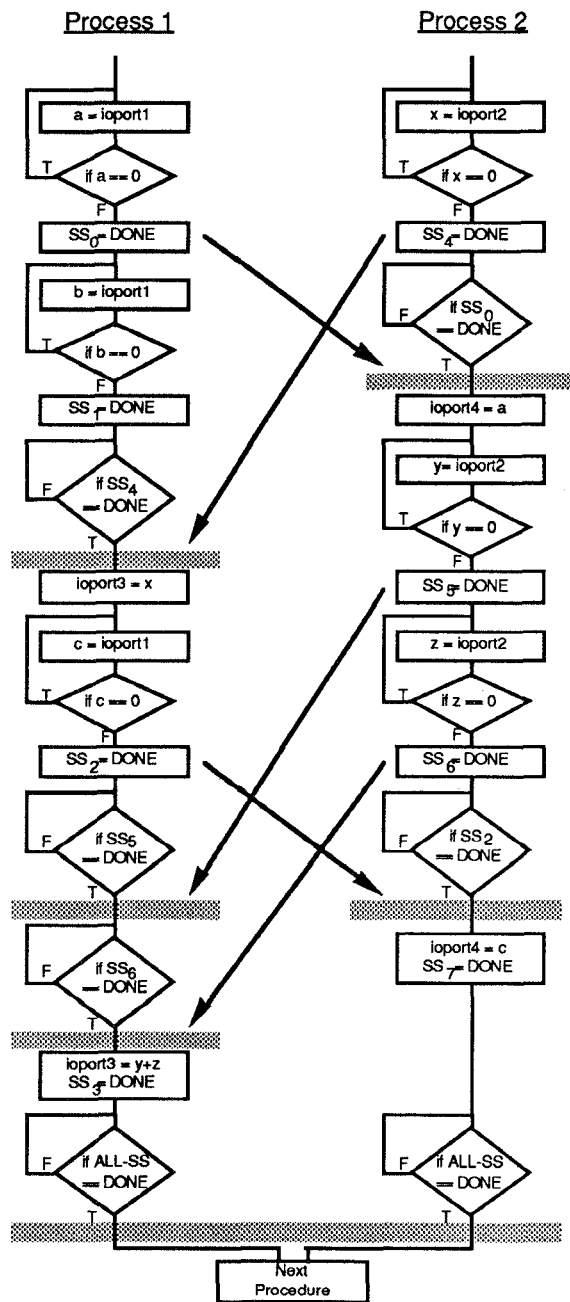 Process 1
a = ioport1
T
if a == 0
F
SS0= DONE
b = ioport1
T
if b == 0
F
SS1= DONE
F
if SS4
== DONE
T
ioport3 = x
c = ioport1
T
if c == 0
F
SS2= DONE
F
if SS5
== DONE
T
F
if SS6
== DONE
T
ioport3 = y+z
SS3= DONE
F
if ALL-SS
== DONE
T
Process 2
x = ioport2
T
if x == 0
F
SS4= DONE
F
if SS0
== DONE
T
ioport4 = a
y= ioport2
T
if y == 0
F
SS5= DONE
z = ioport2
T
if z == 0
F
SS6= DONE
F
if SS2
== DONE
T
ioport4 = c
SS7= DONE
F
if ALL-SS
== DONE
T
Next
Procedure